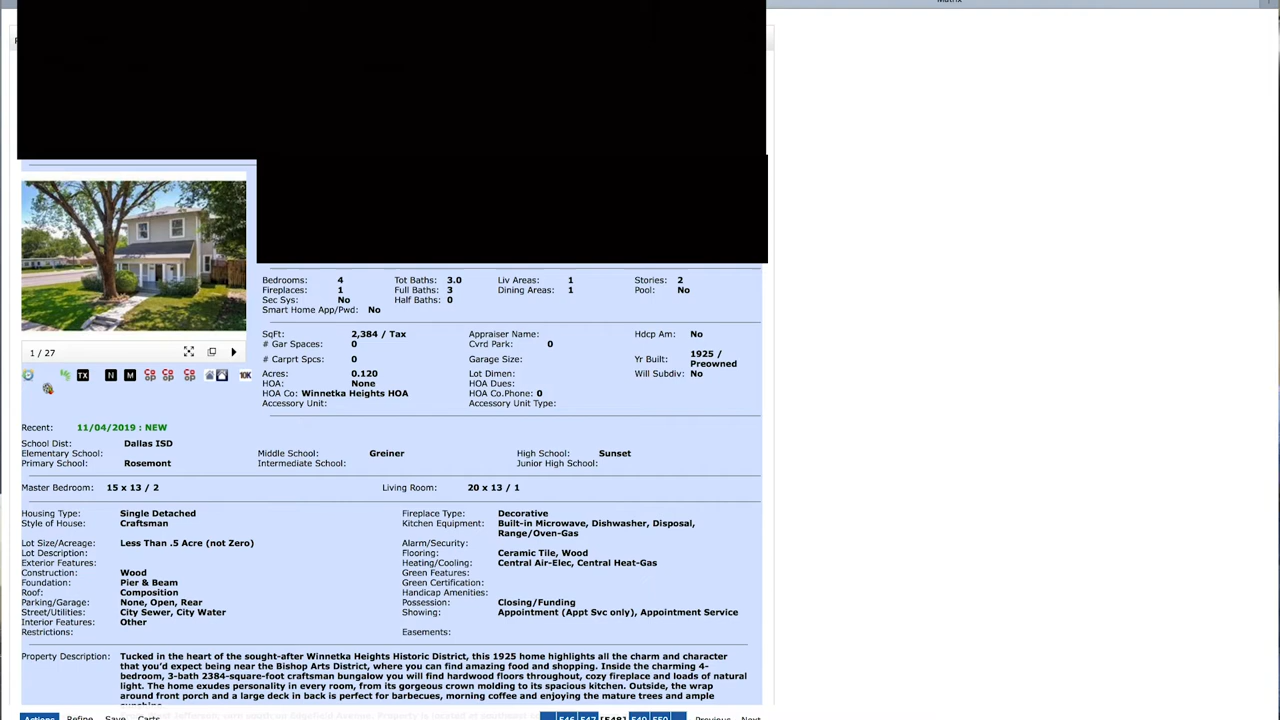 Matrix
1 / 27
TX N M Co op Co op Co op 10K
Bedrooms: 4 Tot Baths: 3.0 Liv Areas: 1 Stories: 2
Fireplaces: 1 Full Baths: 3 Dining Areas: 1 Pool: No
Sec Sys: No Half Baths: 0
Smart Home App/Pwd: No
SqFt: 2,384 / Tax Appraiser Name: Hdcp Am: No
# Gar Spaces: 0 Cvrd Park: 0
# Carprt Spcs: 0 Garage Size: Yr Built: 1925 / Preowned
Acres: 0.120 Lot Dimen: Will Subdiv: No
HOA: None HOA Dues:
HOA Co: Winnetka Heights HOA HOA Co.Phone: 0
Accessory Unit: Accessory Unit Type:
Recent: 11/04/2019 : NEW
School Dist: Dallas ISD
Elementary School: Middle School: Greiner High School: Sunset
Primary School: Rosemont Intermediate School: Junior High School:
Master Bedroom: 15 x 13 / 2 Living Room: 20 x 13 / 1
Housing Type: Single Detached Fireplace Type: Decorative
Style of House: Craftsman Kitchen Equipment: Built-in Microwave, Dishwasher, Disposal,
Range/Oven-Gas
Lot Size/Acreage: Less Than .5 Acre (not Zero) Alarm/Security:
Lot Description: Flooring: Ceramic Tile, Wood
Exterior Features: Heating/Cooling: Central Air-Elec, Central Heat-Gas
Construction: Wood Green Features:
Foundation: Pier & Beam Green Certification:
Roof: Composition Handicap Amenities:
Parking/Garage: None, Open, Rear Possession: Closing/Funding
Street/Utilities: City Sewer, City Water Showing: Appointment (Appt Svc only), Appointment Service
Interior Features: Other
Restrictions: Easements:
Property Description: Tucked in the heart of the sought-after Winnetka Heights Historic District, this 1925 home highlights all the charm and character
that you'd expect being near the Bishop Arts District, where you can find amazing food and shopping. Inside the charming 4-
bedroom, 3-bath 2384-square-foot craftsman bungalow you will find hardwood floors throughout, cozy fireplace and loads of natural
light. The home exudes personality in every room, from its gorgeous crown molding to its spacious kitchen. Outside, the wrap
around front porch and a large deck in back is perfect for barbecues, morning coffee and enjoying the mature trees and ample
sunshine.
Actions Refine Save Carts 546 547 [548] 549 550 Previous Next